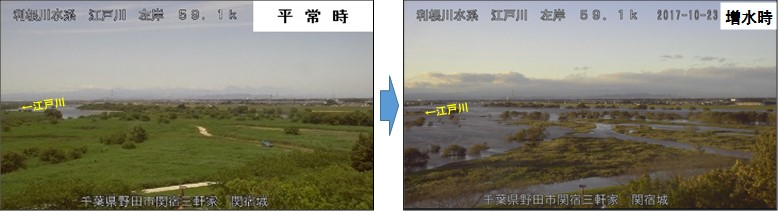 利根川水系 江戸川 左岸 59.1k
平常時
←江戸川
千葉県野田市関宿三軒家 関宿城
利根川水系 江戸川 左岸 59.1k 2017-10-23
増水時
←江戸川
千葉県野田市関宿三軒家 関宿城